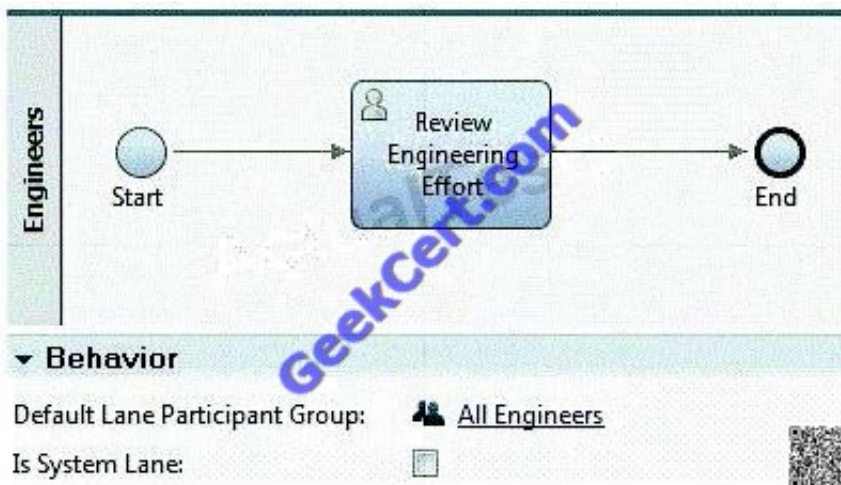 Engineers
Start
Review
Engineering
Effort
End
GeekCert.com
Behavior
Default Lane Participant Group: All Engineers
Is System Lane: